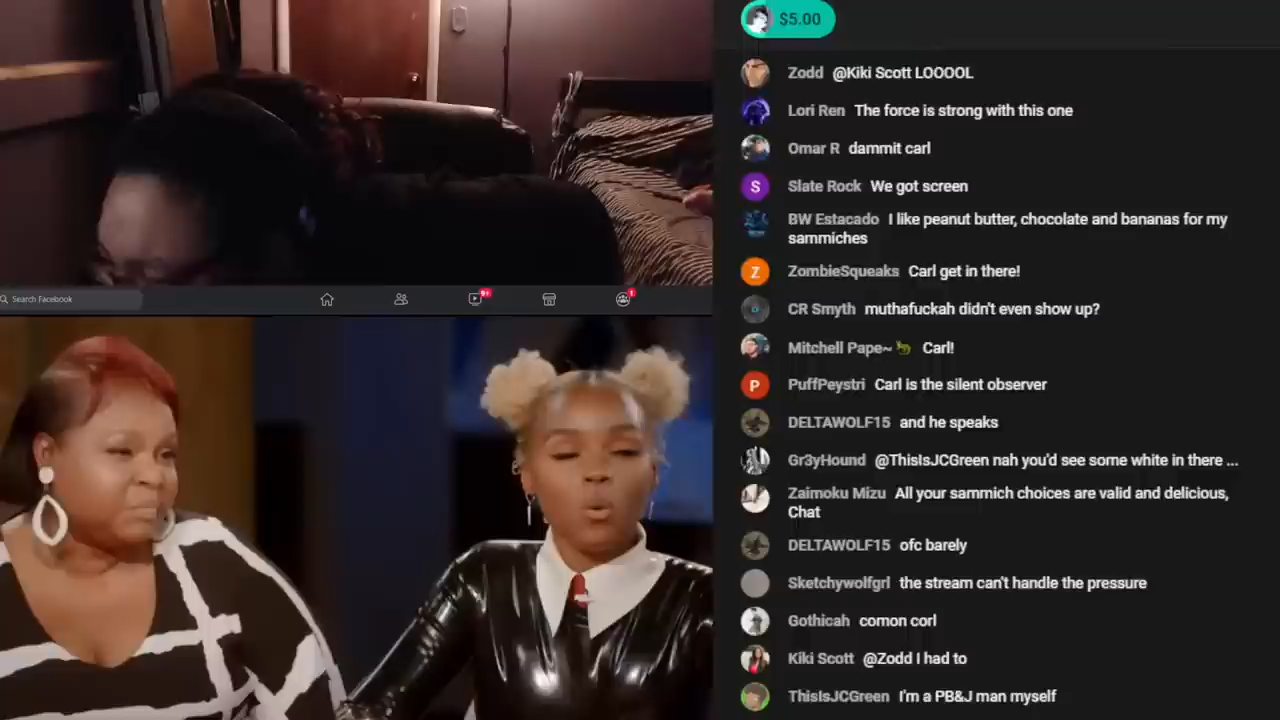 $5.00
Zodd @Kiki Scott LOOOOL
Lori Ren The force is strong with this one
Omar R dammit carl
S Slate Rock We got screen
BW Estacado I like peanut butter, chocolate and bananas for my
sammiches
Z ZombieSqueaks Carl get in there!
CR Smyth muthafuckah didn't even show up?
Mitchell Pape~ Carl!
P PuffPeystri Carl is the silent observer
DELTAWOLF15 and he speaks
Gr3yHound @ThisIsJCGreen nah you'd see some white in there ...
Zaimoku Mizu All your sammich choices are valid and delicious,
Chat
DELTAWOLF15 ofc barely
Sketchywolfgrl the stream can't handle the pressure
Gothicah comon corl
Kiki Scott @Zodd I had to
ThisIsJCGreen I'm a PB&J man myself
Search Facebook
9+
1